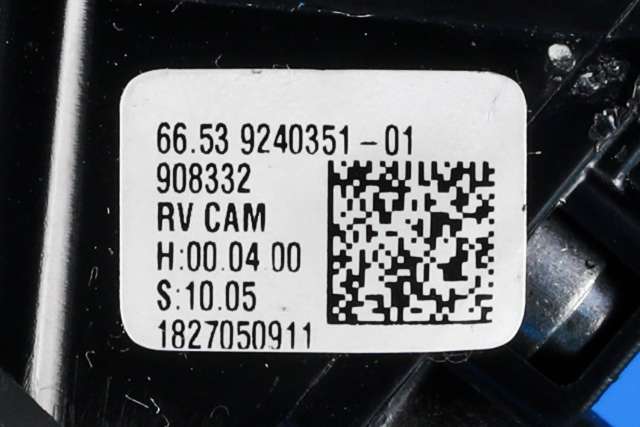 66.53 9240351-01
908332
RV CAM
H:00.04.00
S:10.05
1827050911